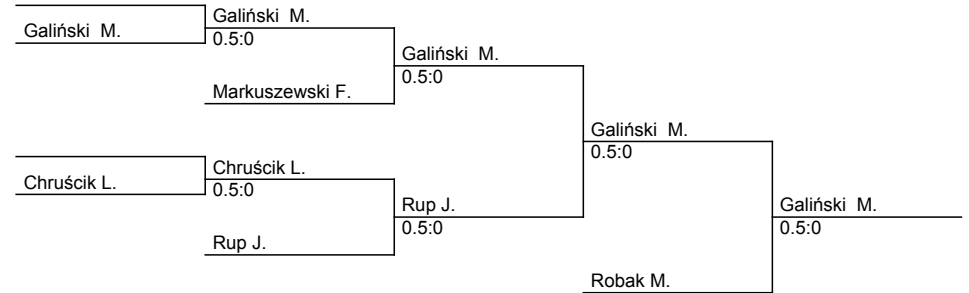 Galiński  M.
Galiński  M.
0.5:0
Markuszewski F.
Galiński  M.
0.5:0
Chruścik L.
Chruścik L.
0.5:0
Rup J.
Rup J.
0.5:0
Galiński  M.
0.5:0
Robak M.
Galiński  M.
0.5:0